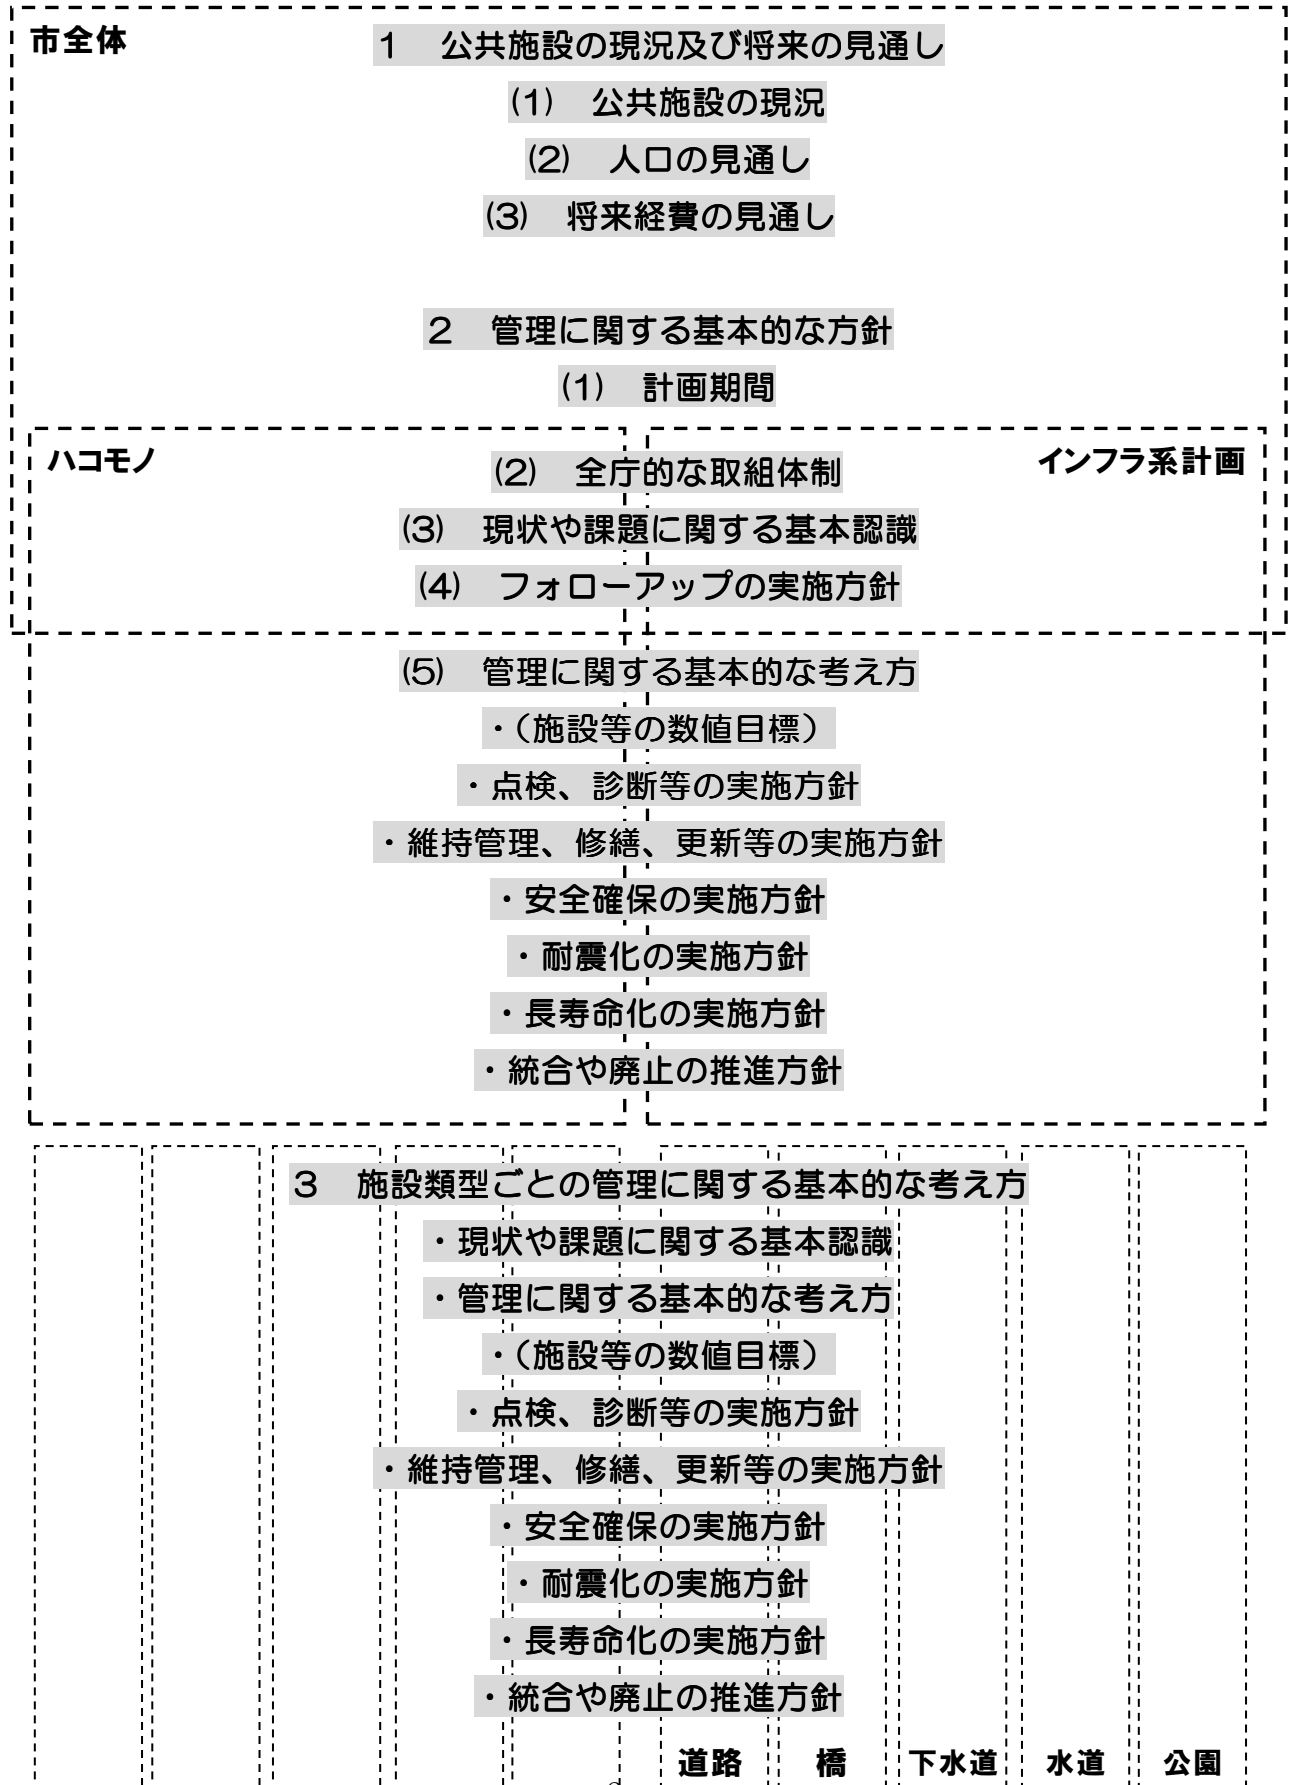 市全体
１　公共施設の現況及び将来の見通し
⑴　公共施設の現況
⑵　人口の見通し
⑶　将来経費の見通し
２　管理に関する基本的な方針
⑴　計画期間
ハコモノ
インフラ系計画
⑵　全庁的な取組体制
⑶　現状や課題に関する基本認識
⑷　フォローアップの実施方針
⑸　管理に関する基本的な考え方
・（施設等の数値目標）
・点検、診断等の実施方針
・維持管理、修繕、更新等の実施方針
・安全確保の実施方針
・耐震化の実施方針
・長寿命化の実施方針
・統合や廃止の推進方針
３　施設類型ごとの管理に関する基本的な考え方
・現状や課題に関する基本認識
・管理に関する基本的な考え方
・（施設等の数値目標）
・点検、診断等の実施方針
・維持管理、修繕、更新等の実施方針
・安全確保の実施方針
・耐震化の実施方針
・長寿命化の実施方針
・統合や廃止の推進方針
道路　橋　下水道　水道　公園